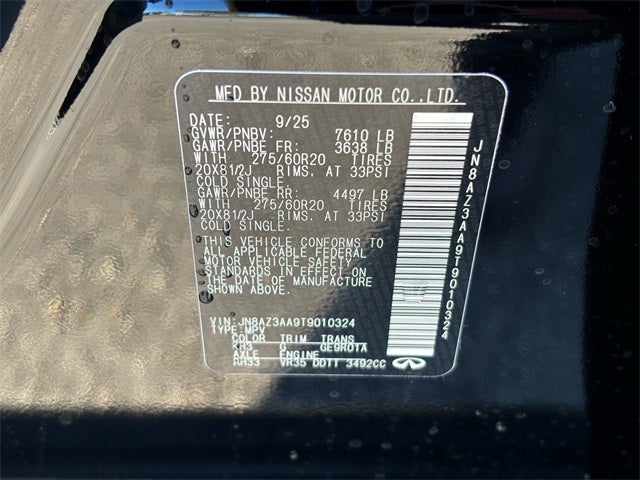 MFD BY NISSAN MOTOR CO.,LTD.
DATE: 9/25
GVWR/PNBV: 7610 LB
GAWR/PNBE FR: 3638 LB
WITH 275/60R20 TIRES
20X81/2J RIMS. AT 33PSI
COLD SINGLE.
GAWR/PNBE RR: 4497 LB
WITH 275/60R20 TIRES
20X81/2J RIMS. AT 33PSI
COLD SINGLE.
THIS VEHICLE CONFORMS TO
ALL APPLICABLE FEDERAL
MOTOR VEHICLE SAFETY
STANDARDS IN EFFECT ON
THE DATE OF MANUFACTURE
SHOWN ABOVE.
VIN:JN8AZ3AA9T9010324
TYPE:MPV
COLOR TRIM TRANS
KH3 G GE9R01A
AXLE ENGINE
RH33 VR35 DDTT 3492CC
JN8AZ3AA9T9010324